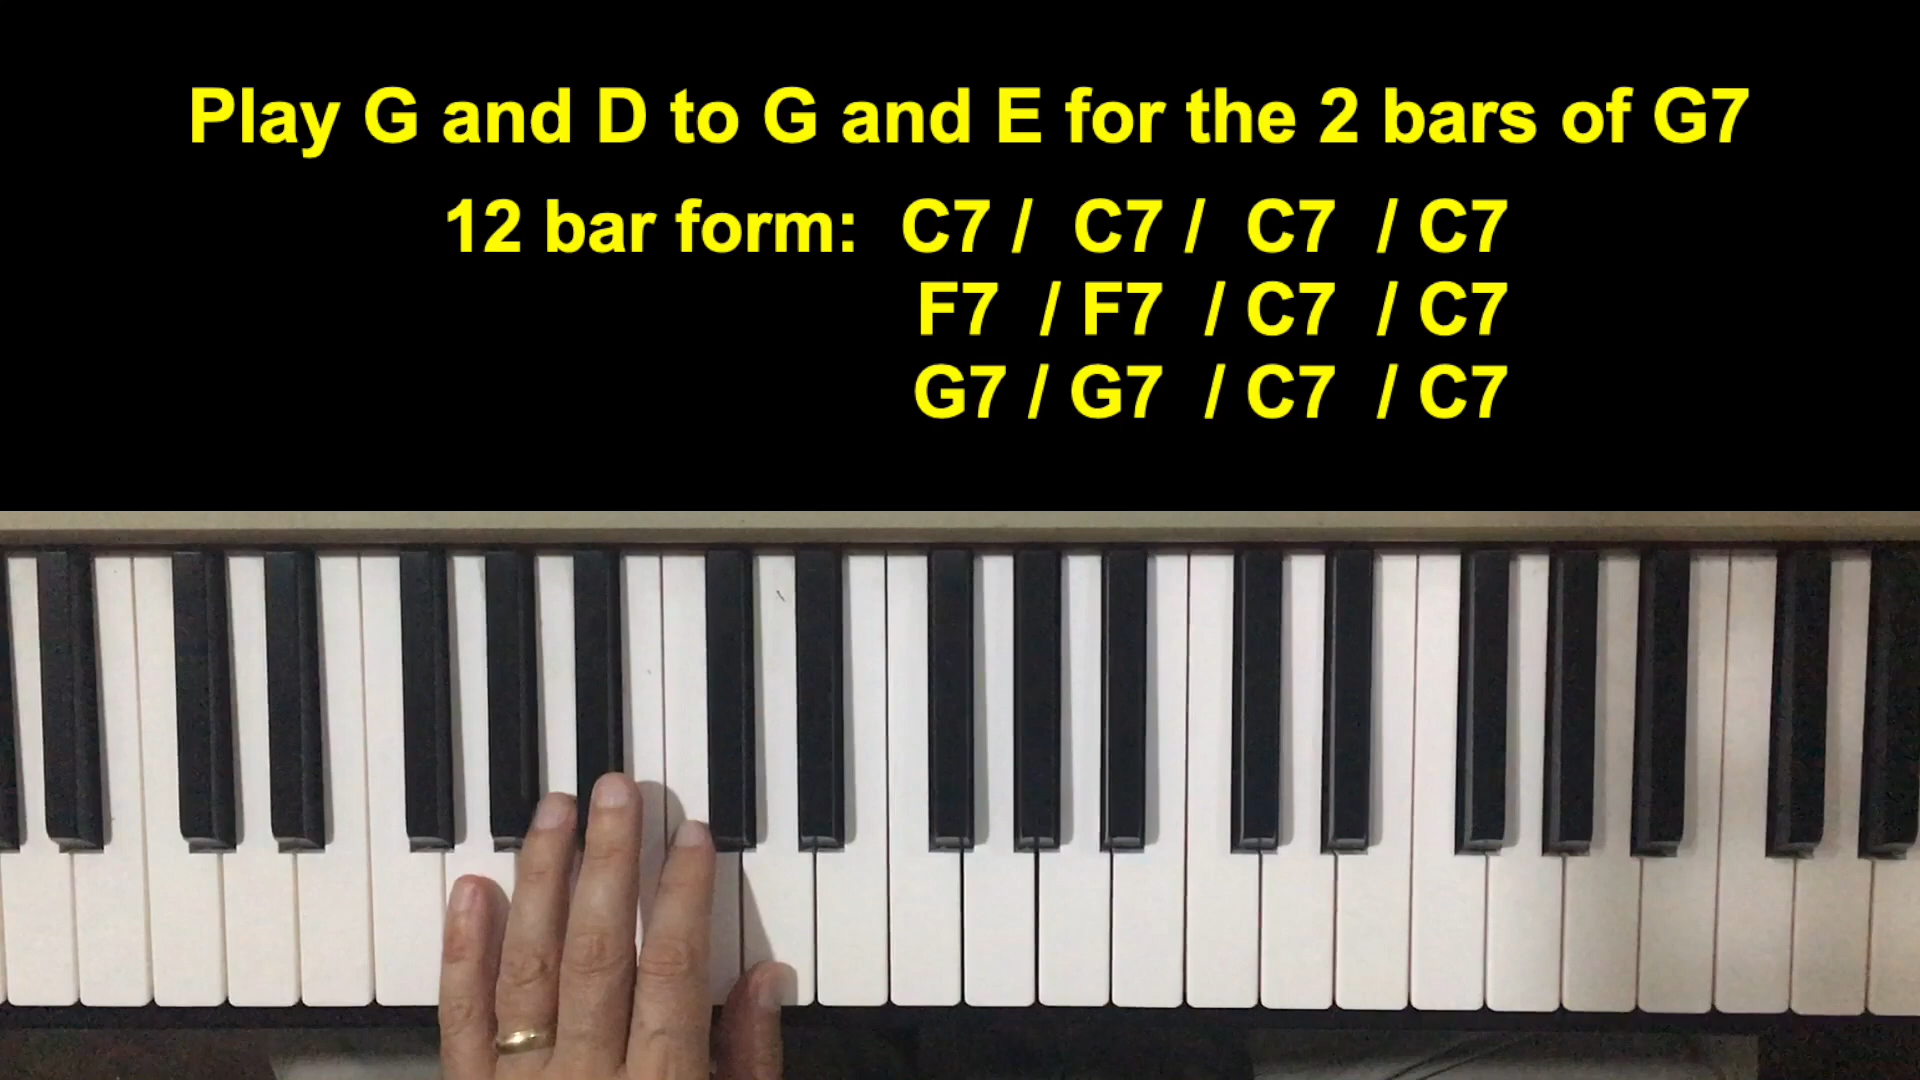 Play G and D to G and E for the 2 bars of G7
12 bar form: C7 / C7 / C7 / C7
F7 / F7 / C7 / C7
G7 / G7 / C7 / C7